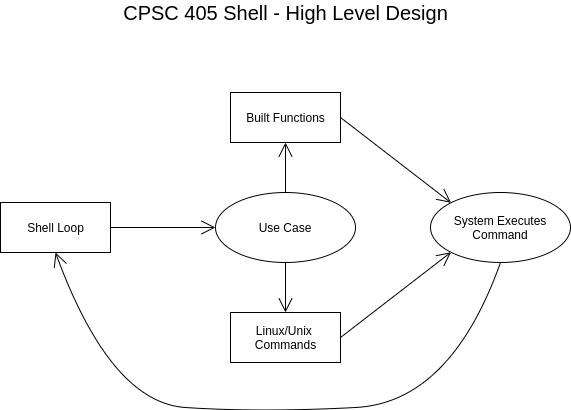 CPSC 405 Shell - High Level Design
Built Functions
Shell Loop
Use Case
System Executes
Command
Linux/Unix
Commands